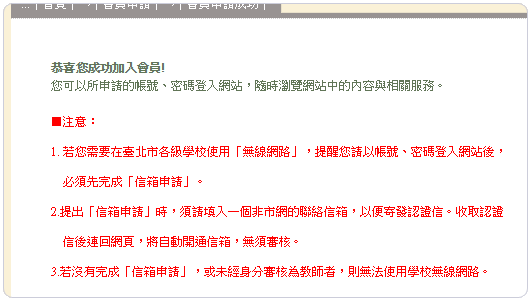 ...「首頁」→「會員申請」→「會員申請成功」
恭喜您成功加入會員!
您可以所申請的帳號、密碼登入網站，隨時瀏覽網站中的內容與相關服務。
■注意：
1. 若您需要在臺北市各級學校使用「無線網路」，提醒您請以帳號、密碼登入網站後，
必須先完成「信箱申請」。
2.提出「信箱申請」時，須請填入一個非市網的聯絡信箱，以便寄發認證信。收取認證
信後連回網頁，將自動開通信箱，無須審核。
3.若沒有完成「信箱申請」，或未經身分審核為教師者，則無法使用學校無線網路。